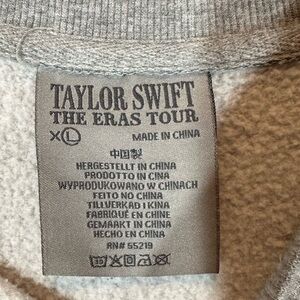 TAYLOR SWIFT
THE ERAS TOUR
XL MADE IN CHINA
中国製
HERGESTELLT IN CHINA
PRODOTTO IN CINA
WYPRODUKOWANO W CHINACH
FEITO NO CHINA
TILLVERKAD I KINA
FABRIQUÉ EN CHINE
GEMAAKT IN CHINA
HECHO EN CHINA
RN# 55219